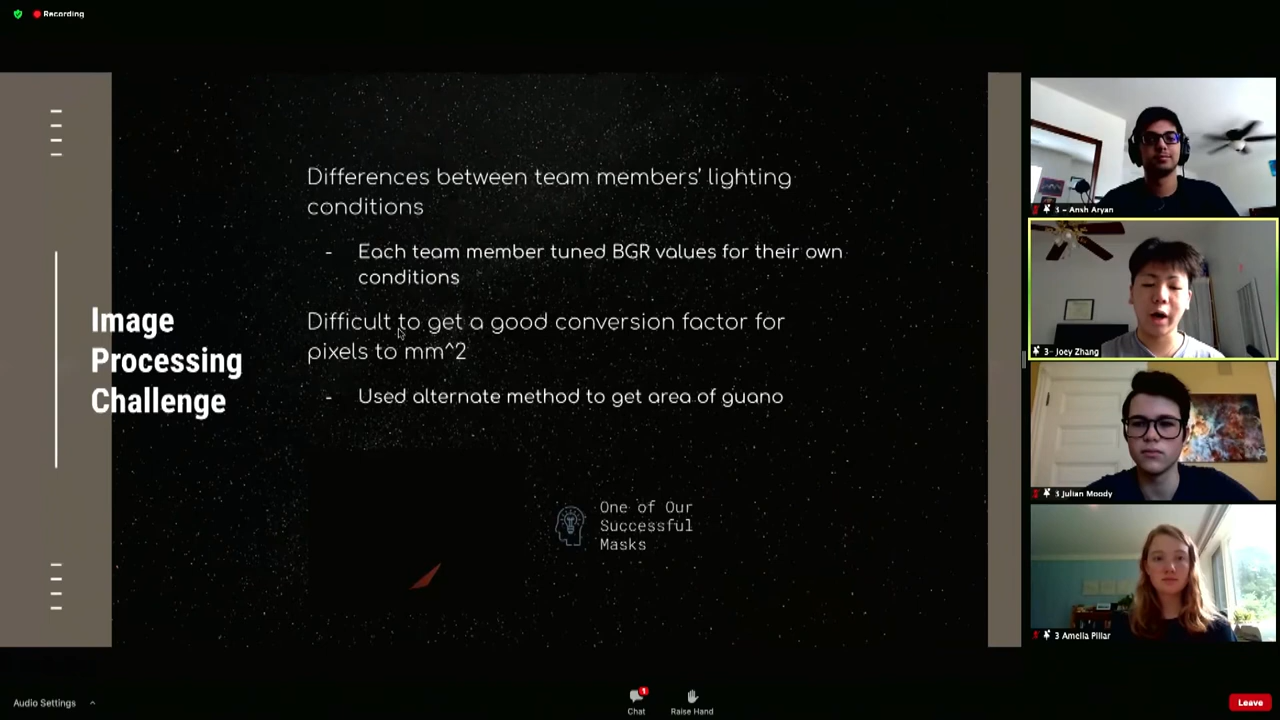 Recording
Differences between team members' lighting
conditions
- Each team member tuned BGR values for their own
conditions
Difficult to get a good conversion factor for
pixels to mm^2
- Used alternate method to get area of guano
Image
Processing
Challenge
One of Our
Successful
Masks
3 - Ansh Aryan
3- Joey Zhang
3 Julian Moody
3 Amelia Pillar
Audio Settings
1
Chat
Raise Hand
Leave